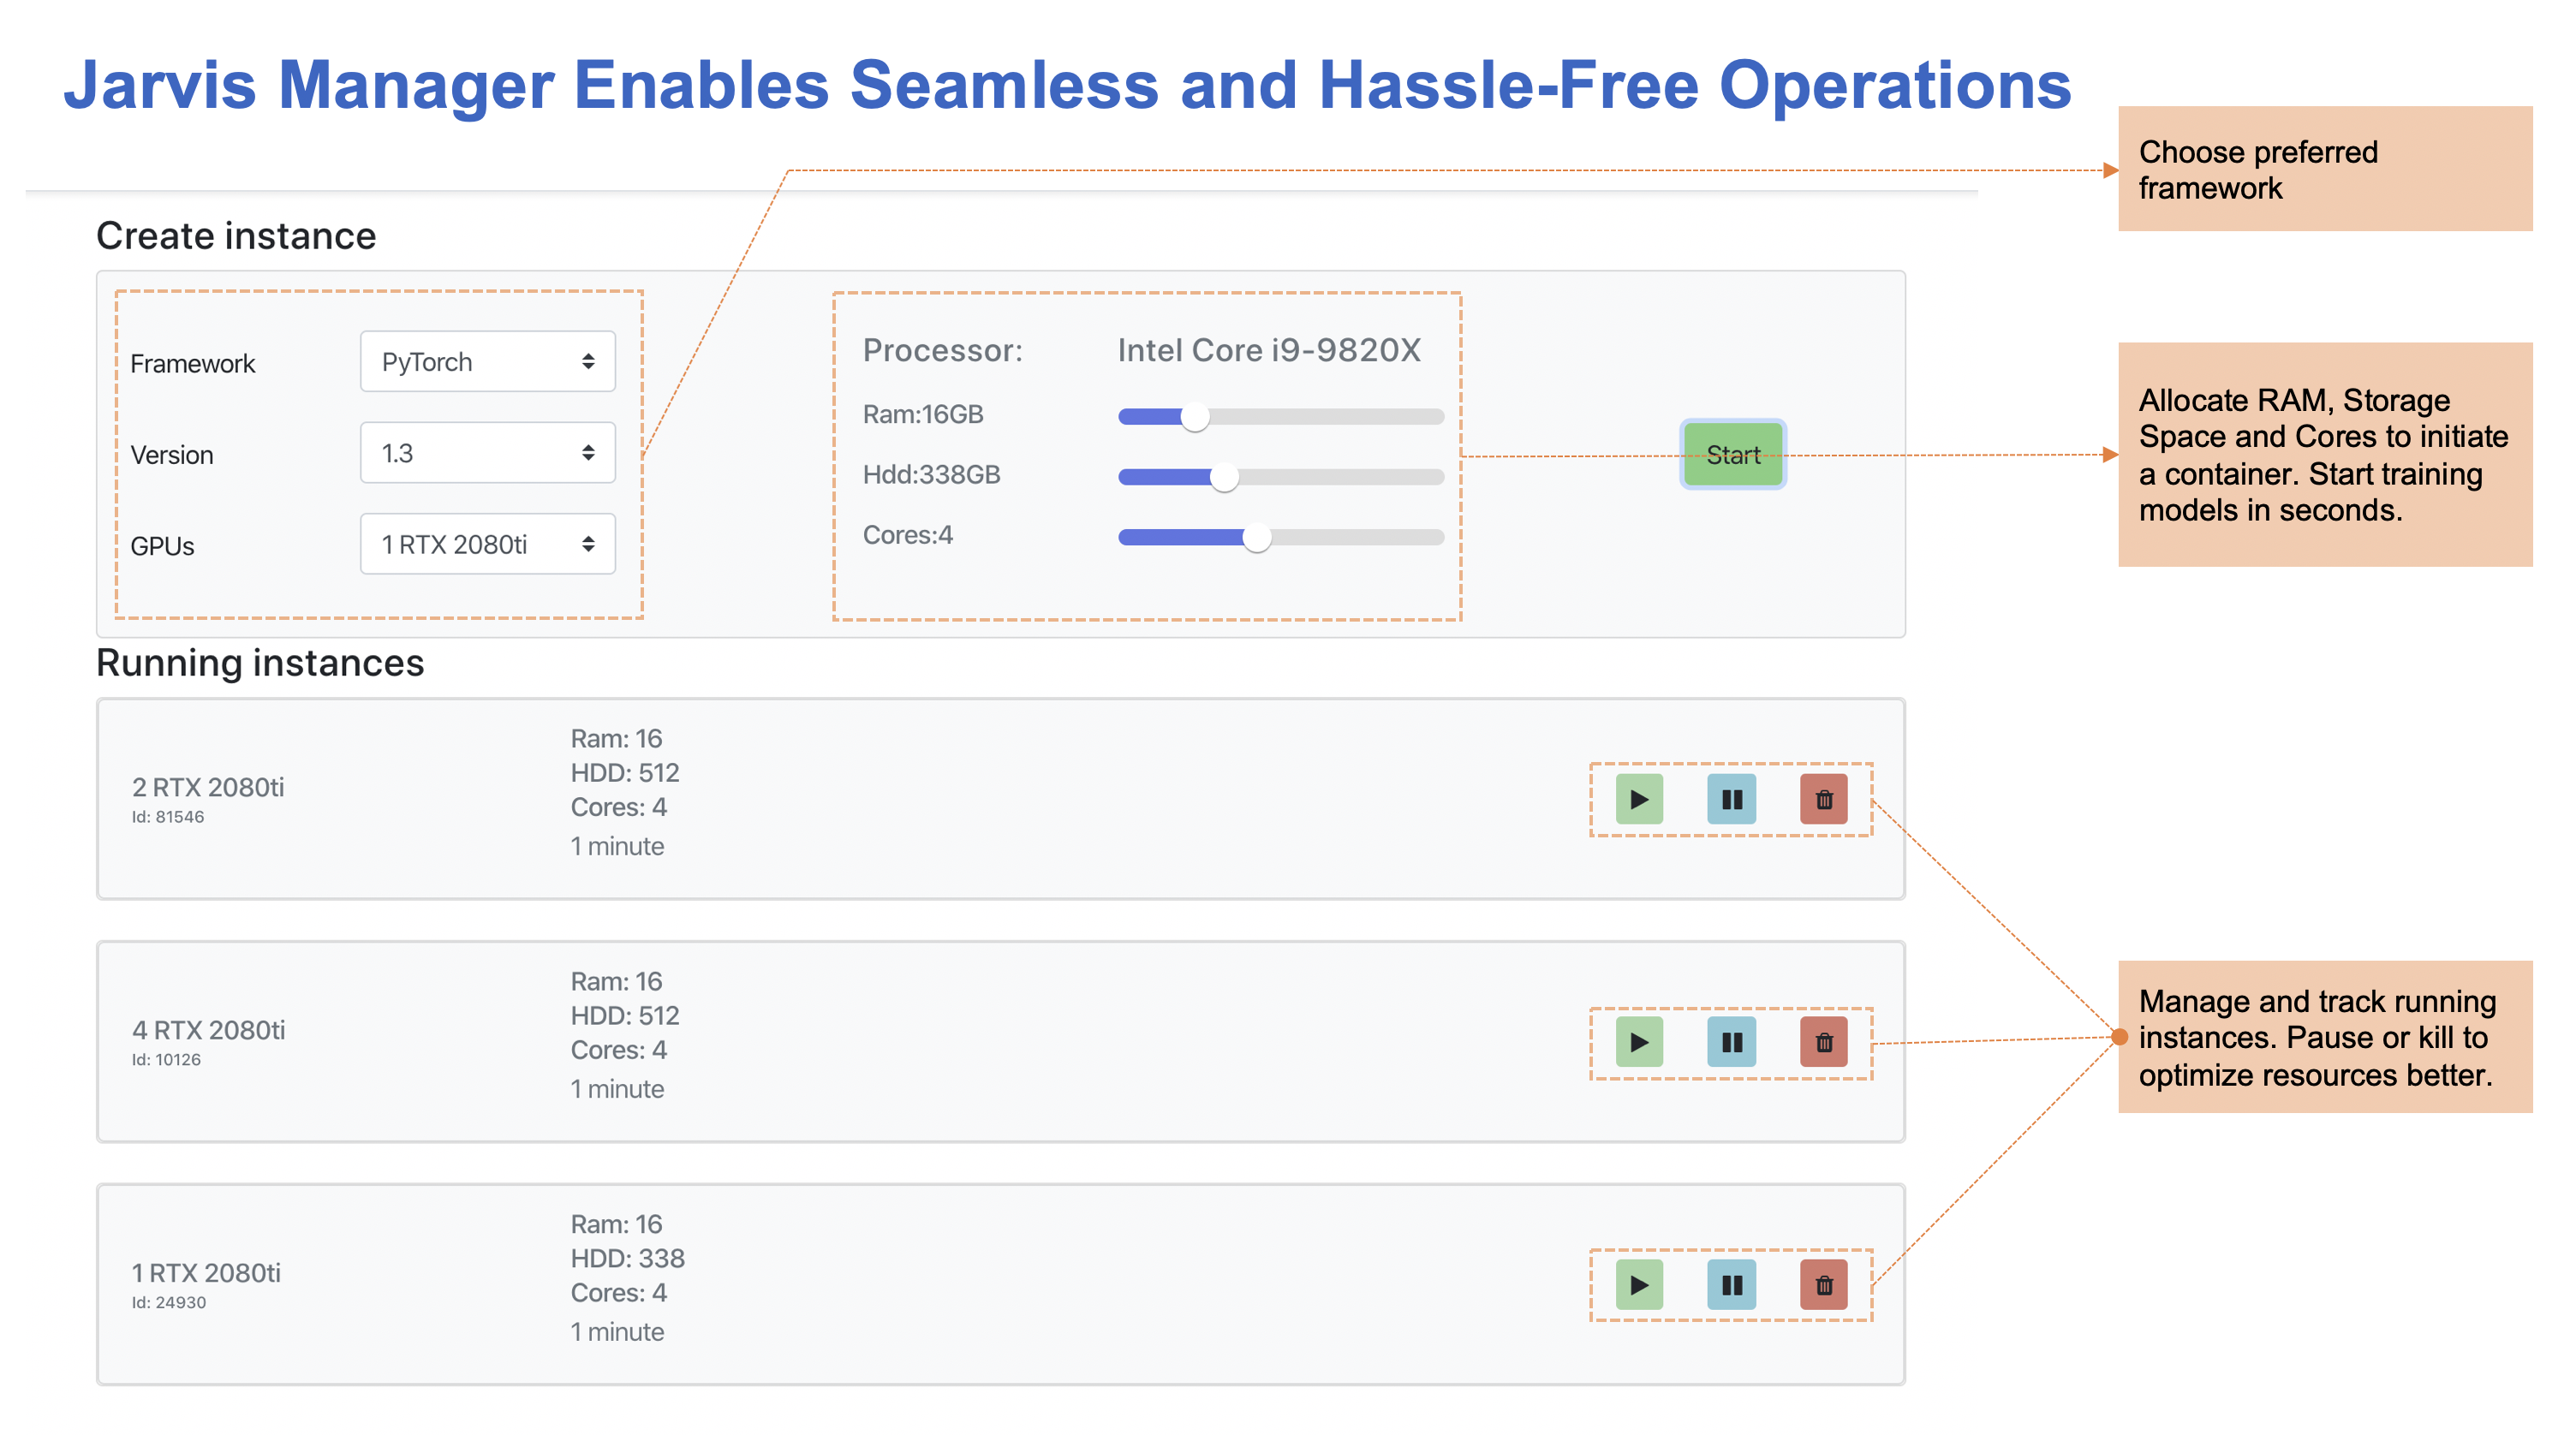 Jarvis Manager Enables Seamless and Hassle-Free Operations
Choose preferred
framework
Create instance
Framework PyTorch
Version 1.3
GPUs 1 RTX 2080ti
Processor: Intel Core i9-9820X
Ram:16GB
Hdd:338GB
Cores:4
Start
Allocate RAM, Storage
Space and Cores to initiate
a container. Start training
models in seconds.
Running instances
2 RTX 2080ti
Id: 81546
Ram: 16
HDD: 512
Cores: 4
1 minute
4 RTX 2080ti
Id: 10126
Ram: 16
HDD: 512
Cores: 4
1 minute
Manage and track running
instances. Pause or kill to
optimize resources better.
1 RTX 2080ti
Id: 24930
Ram: 16
HDD: 338
Cores: 4
1 minute